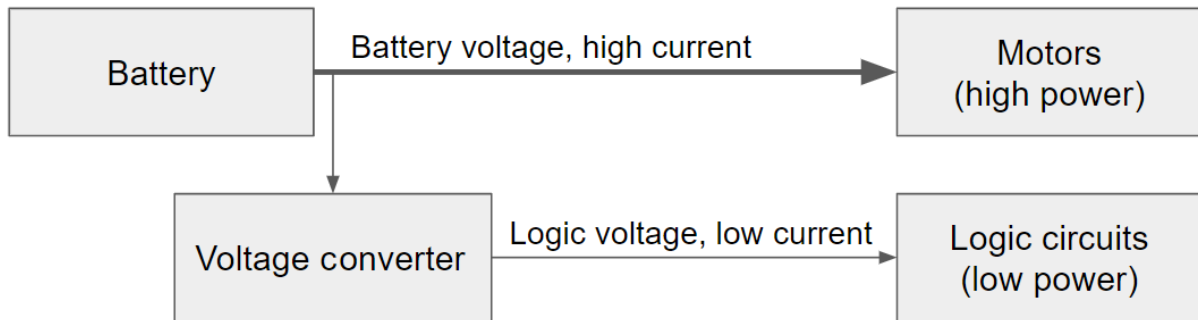 Battery
Battery voltage, high current
Motors
(high power)
Voltage converter
Logic voltage, low current
Logic circuits
(low power)